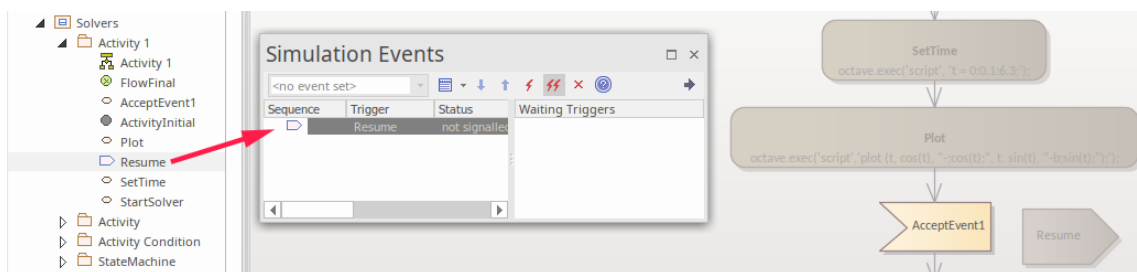 Solvers
Activity 1
Activity 1
FlowFinal
AcceptEvent1
ActivityInitial
Plot
Resume
SetTime
StartSolver
Activity
Activity Condition
StateMachine
Simulation Events
<no event set>
Sequence Trigger Status Waiting Triggers
Resume not signalled
SetTime
octave.exec('script', 't = 0:0.1:6.3;');
Plot
octave.exec('script','plot (t, cos(t), "-;cos(t);", t, sin(t), "-b;sin(t);");');
AcceptEvent1
Resume